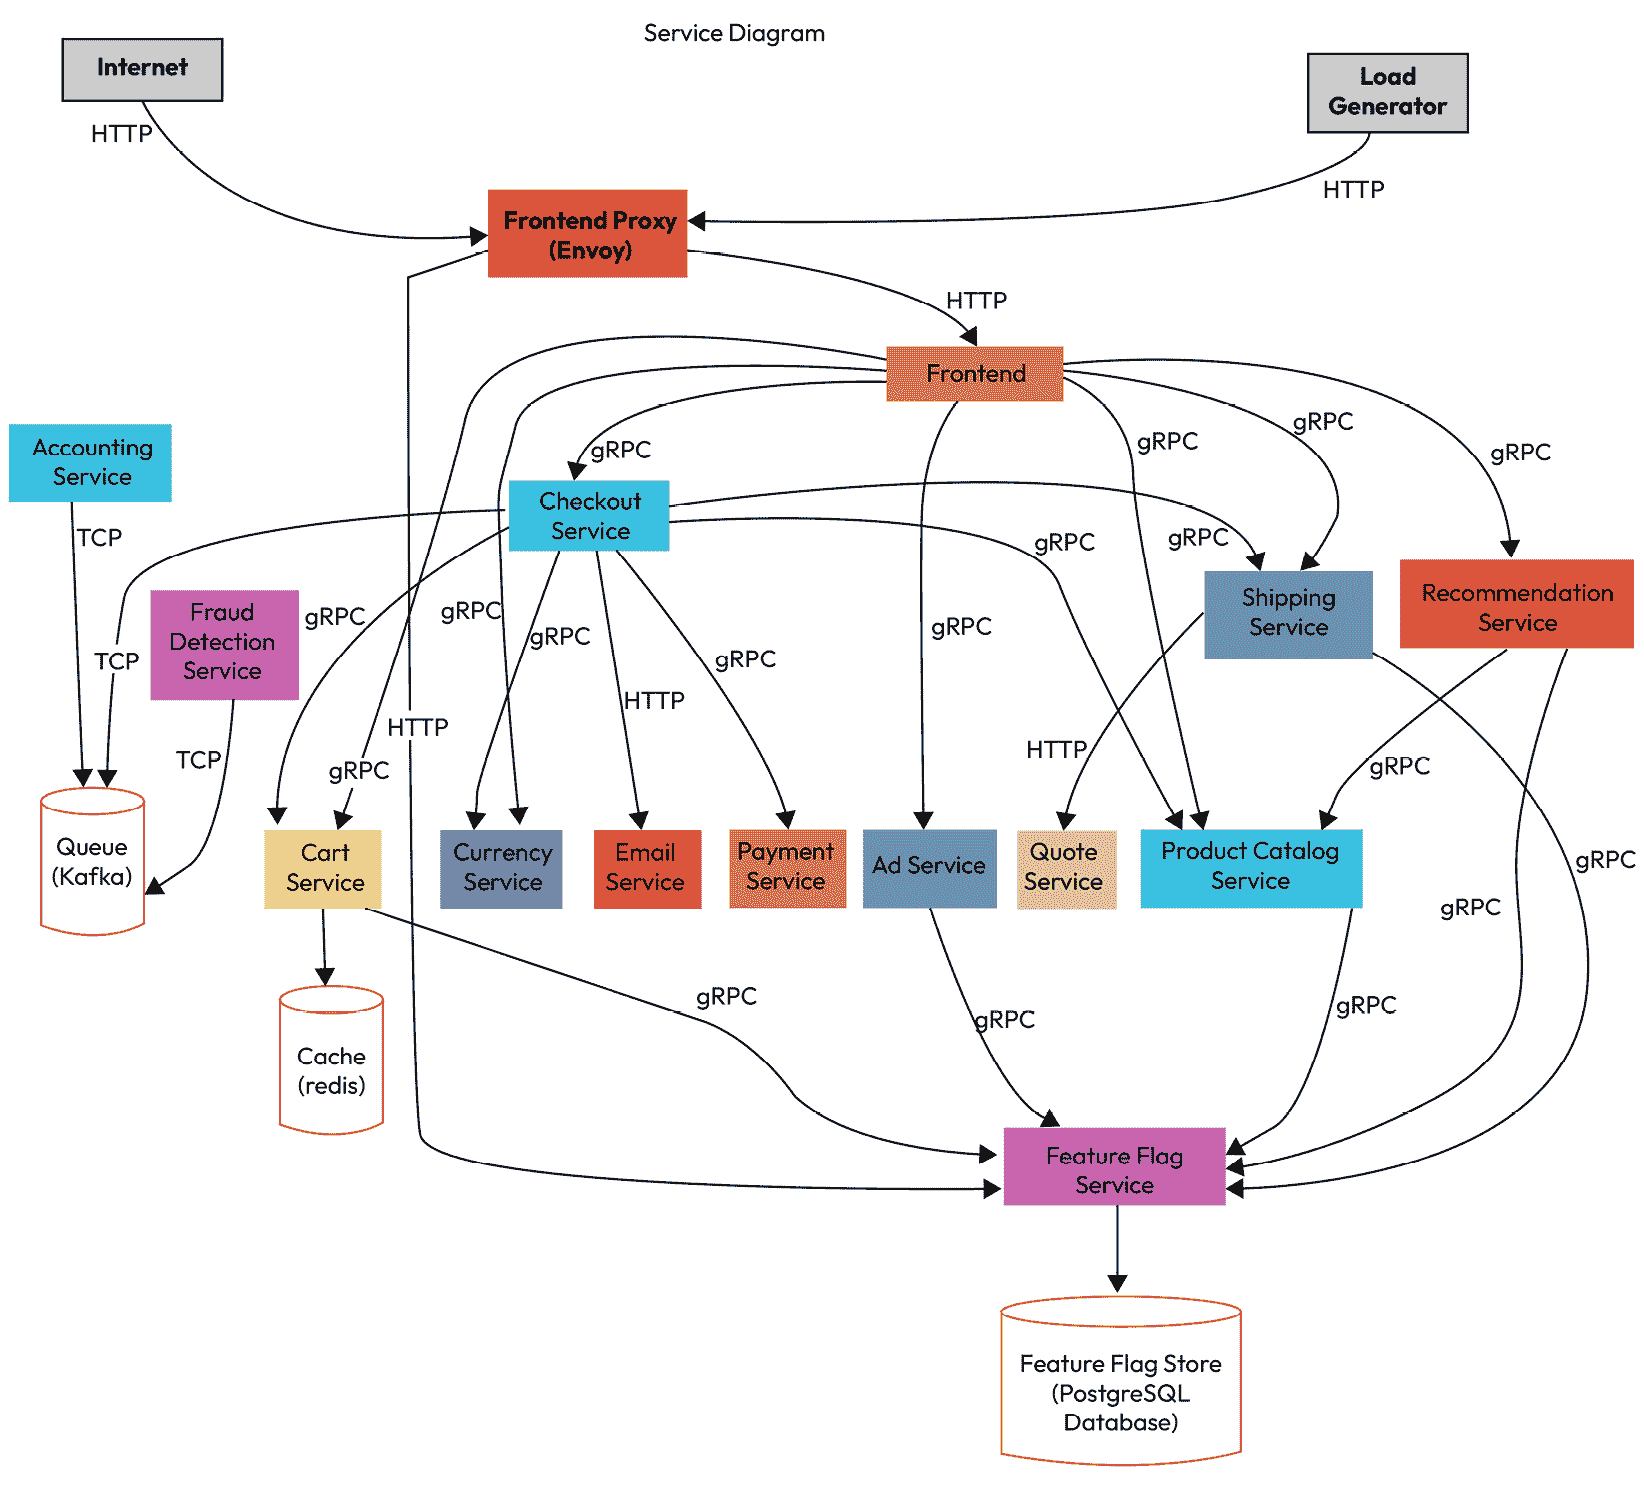 Service Diagram
Internet
Load
Generator
HTTP
HTTP
Frontend Proxy
(Envoy)
HTTP
Frontend
gRPC
gRPC
gRPC
gRPC
Accounting
Service
Checkout
Service
TCP
gRPC
gRPC
Fraud
Detection
Service
gRPC
gRPC
gRPC
gRPC
Shipping
Service
Recommendation
Service
TCP
gRPC
HTTP
HTTP
TCP
gRPC
HTTP
gRPC
Queue
(Kafka)
Cart
Service
Currency
Service
Email
Service
Payment
Service
Ad Service
Quote
Service
Product Catalog
Service
gRPC
gRPC
gRPC
gRPC
gRPC
Cache
(redis)
Feature Flag
Service
Feature Flag Store
(PostgreSQL
Database)